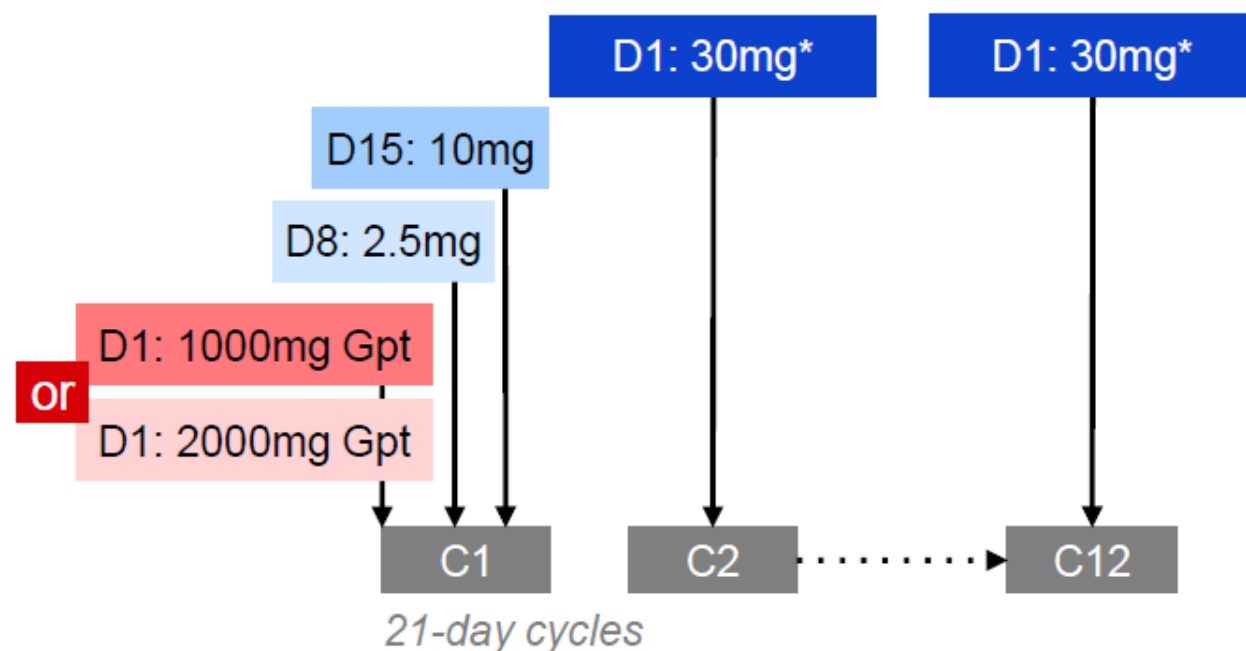 D1: 30mg*
D1: 30mg*
D15: 10mg
D8: 2.5mg
D1: 1000mg Gpt
or
D1: 2000mg Gpt
C1
C2
C12
21-day cycles